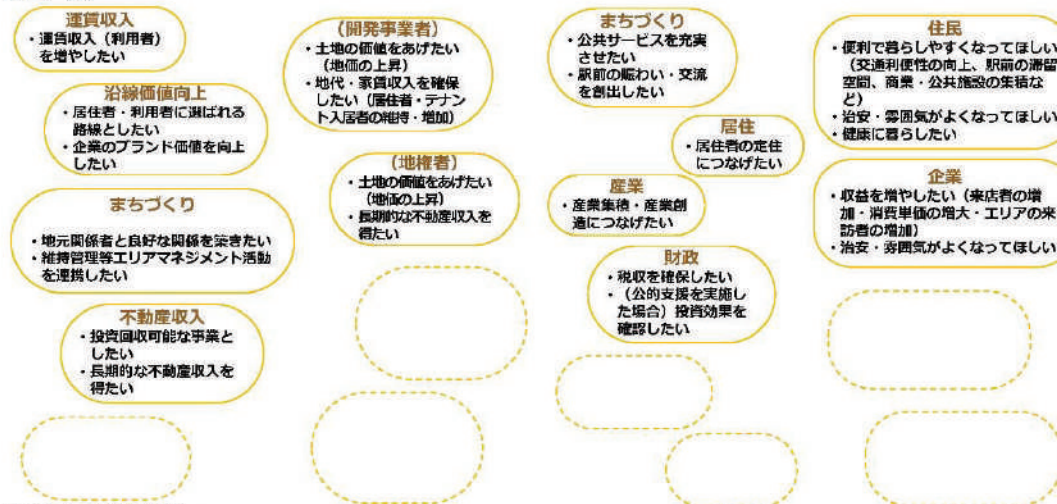 運賃収入
・運賃収入（利用者）
を増やしたい
沿線価値向上
・居住者・利用者に選ばれる
路線としたい
・企業のブランド価値を向上
したい
まちづくり
・地元関係者と良好な関係を築きたい
・維持管理等エリアマネジメント活動
を連携したい
不動産収入
・投資回収可能な事業と
したい
・長期的な不動産収入を
得たい
（開発事業者）
・土地の価値をあげたい
（地価の上昇）
・地代・家賃収入を確保
したい（居住者・テナン
ト入居者の維持・増加）
（地権者）
・土地の価値をあげたい
（地価の上昇）
・長期的な不動産収入を
得たい
まちづくり
・公共サービスを充実
させたい
・駅前の賑わい・交流
を創出したい
居住
・居住者の定住
につなげたい
産業
・産業集積・産業創
造につなげたい
財政
・税収を確保したい
・（公的支援を実施し
た場合）投資効果を
確認したい
住民
・便利で暮らしやすくなってほしい
（交通利便性の向上、駅前の滞留
空間、商業・公共施設の集積な
ど）
・治安・雰囲気がよくなってほしい
・健康に暮らしたい
企業
・収益を増やしたい（来店者の増
加・消費単価の増大・エリアの来
訪者の増加）
・治安・雰囲気がよくなってほしい